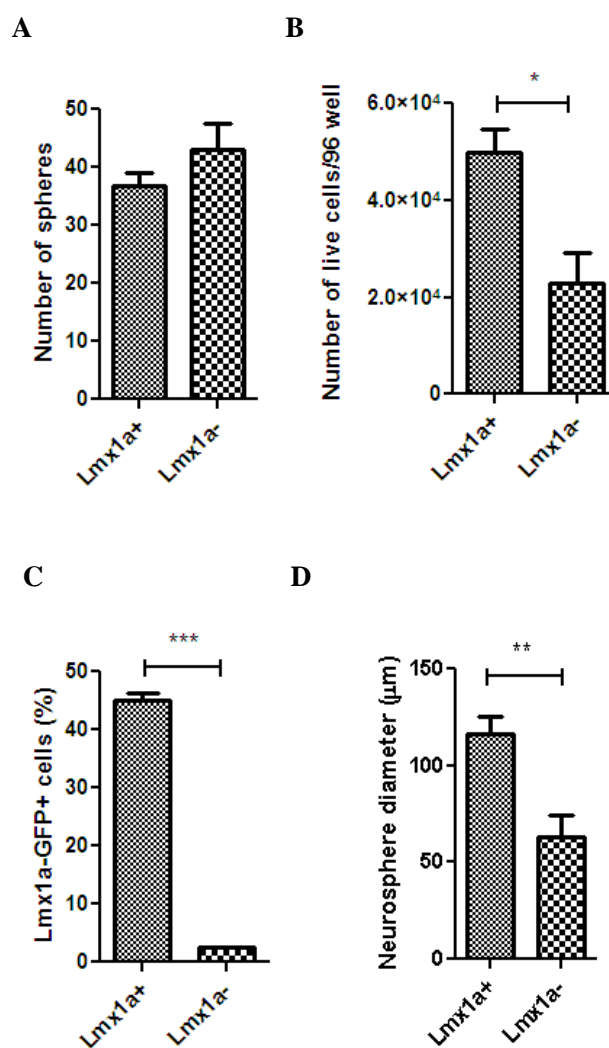 A
Number of spheres
50
40
30
20
10
0
Lmx1a+
Lmx1a-
B
Number of live cells/96 well
6.0×10⁴
4.0×10⁴
2.0×10⁴
0
*
Lmx1a+
Lmx1a-
C
Lmx1a-GFP+ cells (%)
50
40
30
20
10
0
***
Lmx1a+
Lmx1a-
D
Neurosphere diameter (μm)
150
100
50
0
**
Lmx1a+
Lmx1a-